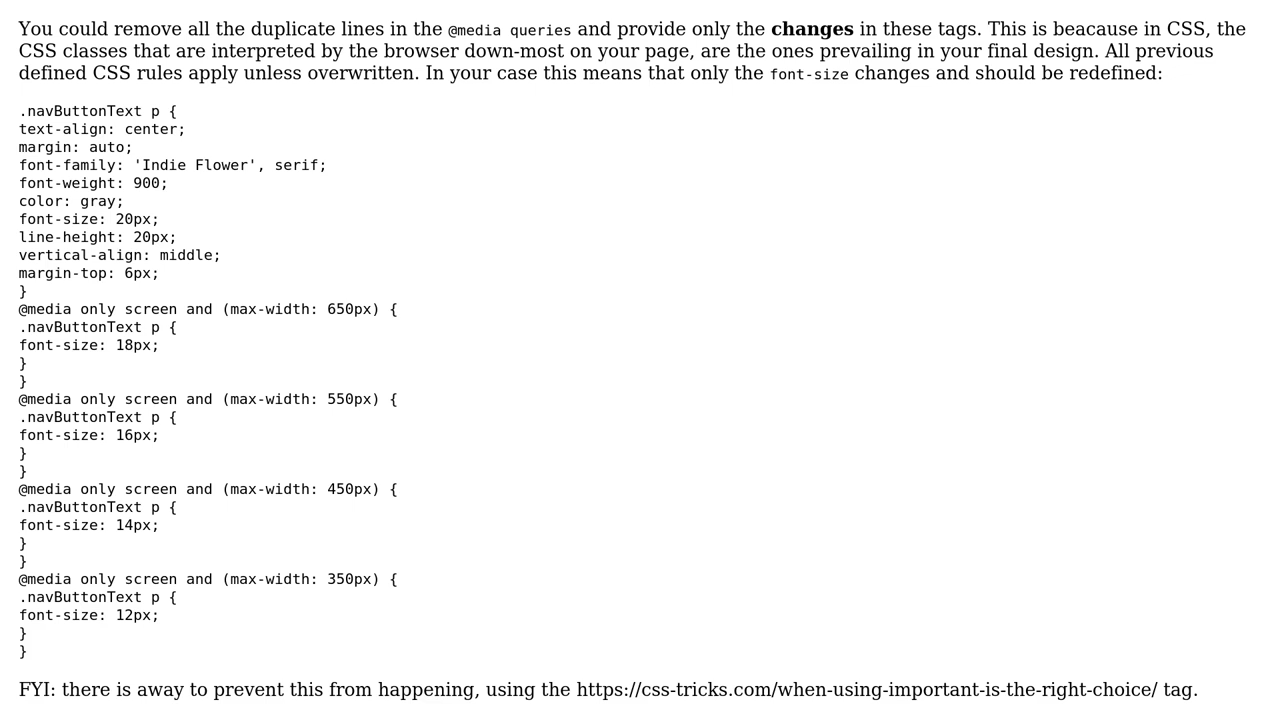 You could remove all the duplicate lines in the @media queries and provide only the changes in these tags. This is beacause in CSS, the
CSS classes that are interpreted by the browser down-most on your page, are the ones prevailing in your final design. All previous
defined CSS rules apply unless overwritten. In your case this means that only the font-size changes and should be redefined:
.navButtonText p {
text-align: center;
margin: auto;
font-family: 'Indie Flower', serif;
font-weight: 900;
color: gray;
font-size: 20px;
line-height: 20px;
vertical-align: middle;
margin-top: 6px;
}
@media only screen and (max-width: 650px) {
.navButtonText p {
font-size: 18px;
}
}
@media only screen and (max-width: 550px) {
.navButtonText p {
font-size: 16px;
}
}
@media only screen and (max-width: 450px) {
.navButtonText p {
font-size: 14px;
}
}
@media only screen and (max-width: 350px) {
.navButtonText p {
font-size: 12px;
}
}
FYI: there is away to prevent this from happening, using the https://css-tricks.com/when-using-important-is-the-right-choice/ tag.